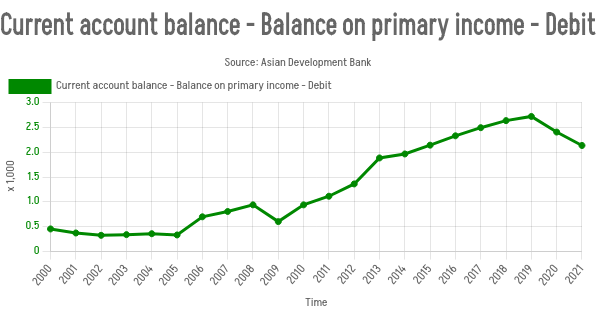 Current account balance - Balance on primary income - Debit
Source: Asian Development Bank
Current account balance - Balance on primary income - Debit
3.0
2.5
2.0
1.5
1.0
0.5
0
x 1,000
2000 2001 2002 2003 2004 2005 2006 2007 2008 2009 2010 2011 2012 2013 2014 2015 2016 2017 2018 2019 2020 2021
Time